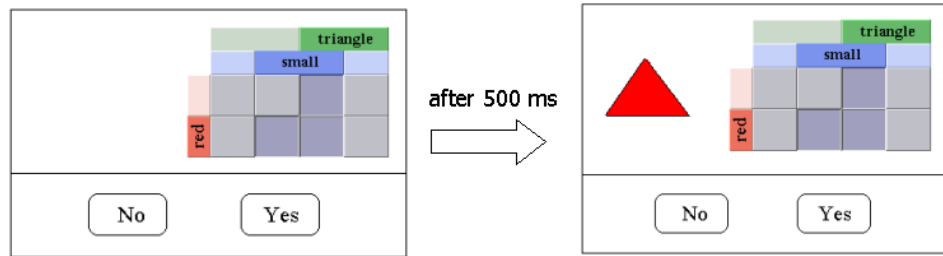 triangle
small
red
No
Yes
after 500 ms
triangle
small
red
No
Yes